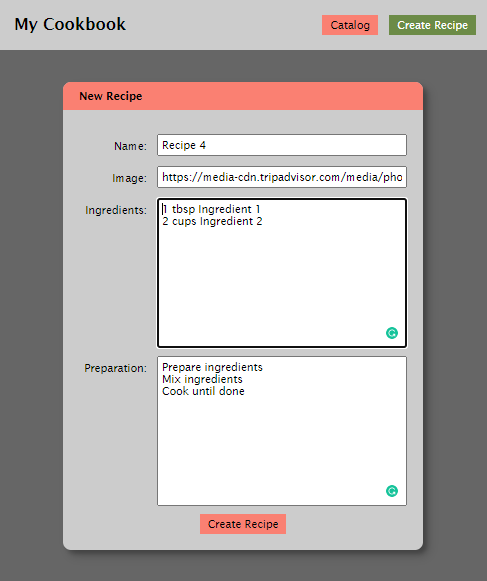 My Cookbook
Catalog
Create Recipe
New Recipe
Name:
Recipe 4
Image:
https://media-cdn.tripadvisor.com/media/pho
Ingredients:
1 tbsp Ingredient 1
2 cups Ingredient 2
Preparation:
Prepare ingredients
Mix ingredients
Cook until done
Create Recipe